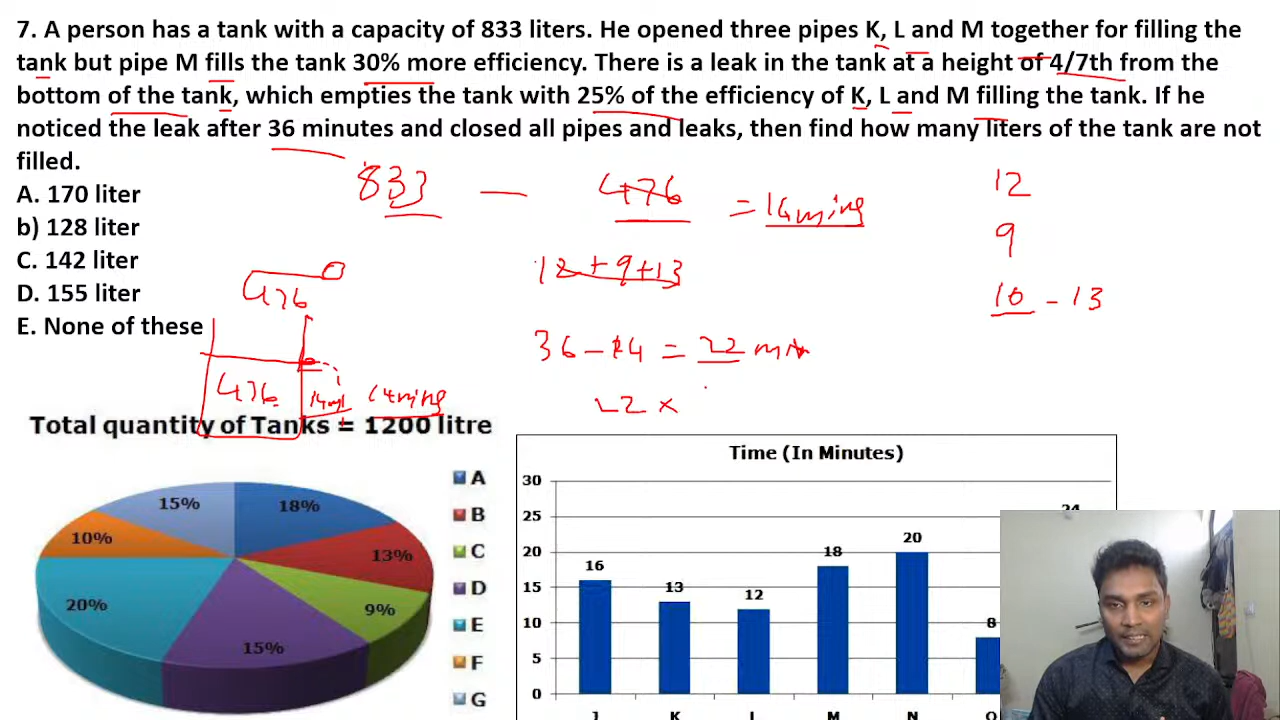 7. A person has a tank with a capacity of 833 liters. He opened three pipes K, L and M together for filling the
tank but pipe M fills the tank 30% more efficiency. There is a leak in the tank at a height of 4/7th from the
bottom of the tank, which empties the tank with 25% of the efficiency of K, L and M filling the tank. If he
noticed the leak after 36 minutes and closed all pipes and leaks, then find how many liters of the tank are not
filled.
A. 170 liter
b) 128 liter
C. 142 liter
D. 155 liter
E. None of these
833 — 476 = 14 ming
12
9
10 - 13
12 + 9 + 13
36 - 14 = 22 min
22 ×
476
476
14 ming
Total quantity of Tanks = 1200 litre
15%
18%
10%
13%
20%
9%
15%
A
B
C
D
E
F
G
Time (In Minutes)
30
25
20
15
10
5
0
16
13
12
18
20
8
24
J
K
L
M
N
O